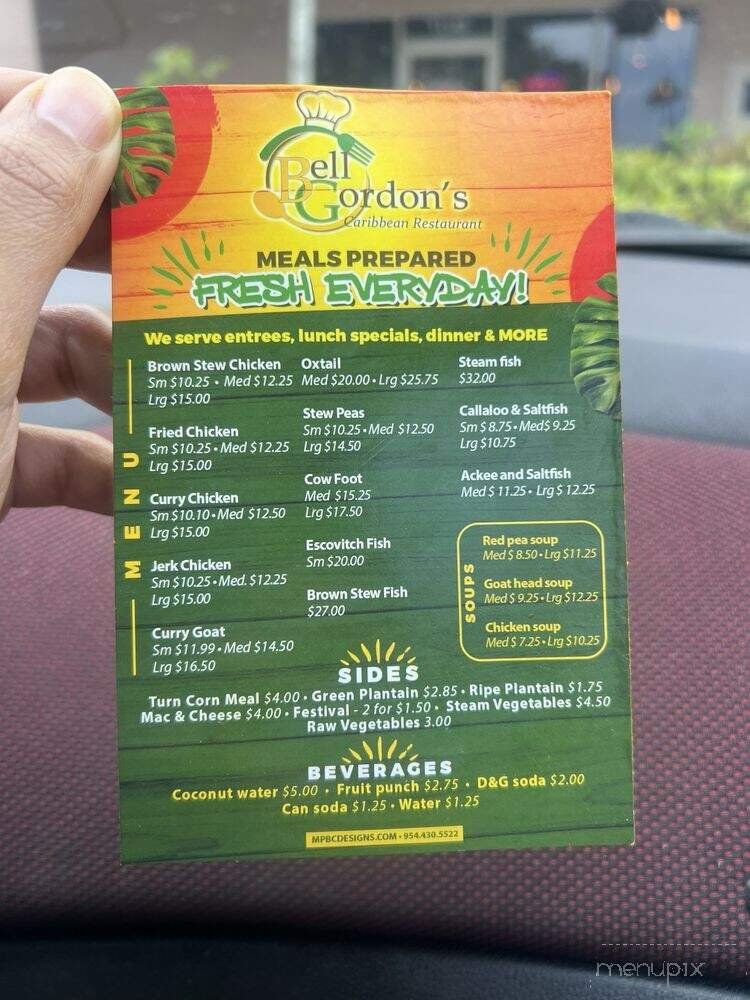 Bell
Gordon's
Caribbean Restaurant
MEALS PREPARED
FRESH EVERYDAY!
We serve entrees, lunch specials, dinner & MORE
MENU
Brown Stew Chicken
Sm $10.25 • Med $12.25
Lrg $15.00
Fried Chicken
Sm $10.25 • Med $12.25
Lrg $15.00
Curry Chicken
Sm $10.10 • Med $12.50
Lrg $15.00
Jerk Chicken
Sm $10.25 • Med. $12.25
Lrg $15.00
Curry Goat
Sm $11.99 • Med $14.50
Lrg $16.50
Oxtail
Med $20.00 • Lrg $25.75
Stew Peas
Sm $10.25 • Med $12.50
Lrg $14.50
Cow Foot
Med $15.25
Lrg $17.50
Escovitch Fish
Sm $20.00
Brown Stew Fish
$27.00
Steam fish
$32.00
Callaloo & Saltfish
Sm $ 8.75 • Med$ 9.25
Lrg $10.75
Ackee and Saltfish
Med $ 11.25 • Lrg $ 12.25
SOUPS
Red pea soup
Med $ 8.50 • Lrg $11.25
Goat head soup
Med $ 9.25 • Lrg $12.25
Chicken soup
Med $ 7.25 • Lrg $10.25
SIDES
Turn Corn Meal $4.00 • Green Plantain $2.85 • Ripe Plantain $1.75
Mac & Cheese $4.00 • Festival - 2 for $1.50 • Steam Vegetables $4.50
Raw Vegetables 3.00
BEVERAGES
Coconut water $5.00 • Fruit punch $2.75 • D&G soda $2.00
Can soda $1.25 • Water $1.25
MPBCDESIGNS.COM • 954.430.5522
menupix